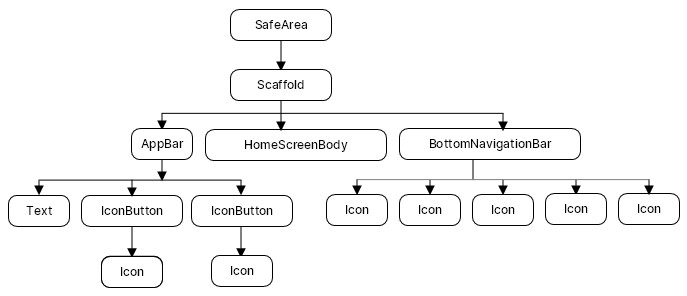 SafeArea
Scaffold
AppBar
HomeScreenBody
BottomNavigationBar
Text
IconButton
IconButton
Icon
Icon
Icon
Icon
Icon
Icon
Icon